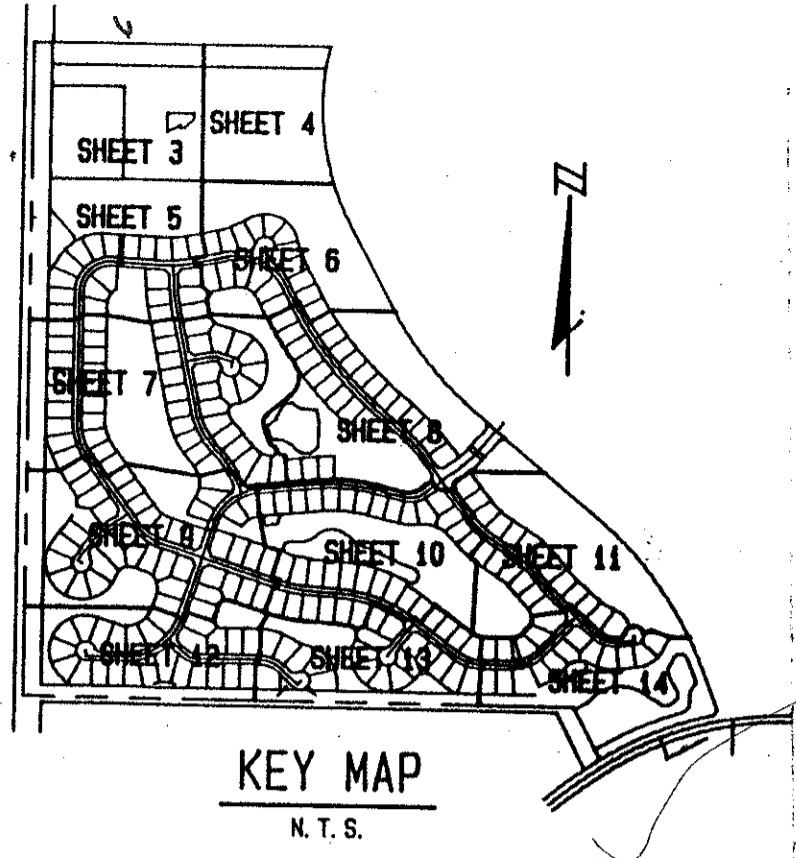 SHEET 4
SHEET 3
SHEET 5
SHEET 6
N
SHEET 7
SHEET 8
SHEET 9
SHEET 10
SHEET 11
SHEET 12
SHEET 13
SHEET 14
KEY MAP
N. T. S.